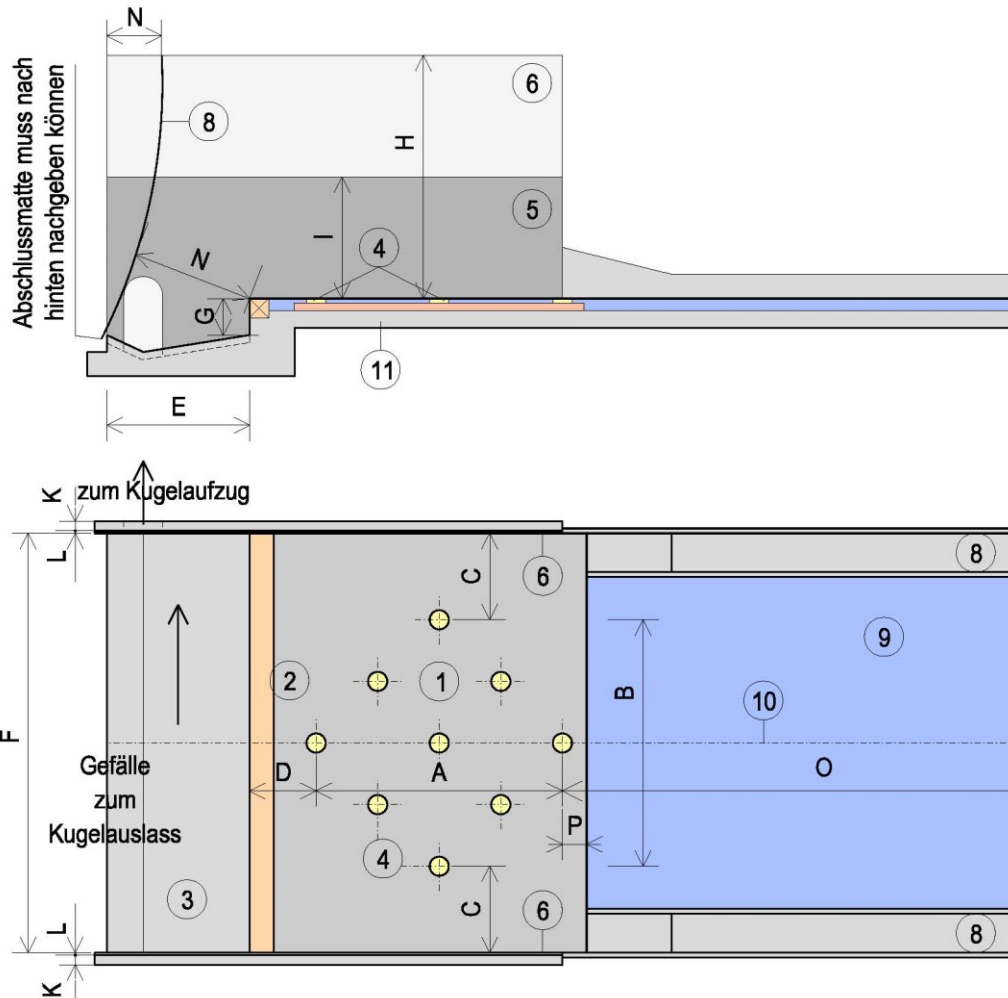 N
Abschlussmatte muss nach
hinten nachgeben können
8
6
H
5
I
4
N
G
11
E
K
zum Kugelaufzug
L
6
8
C
9
2
1
B
10
F
D
A
O
Gefälle
zum
Kugelauslass
P
4
3
C
6
L
8
K